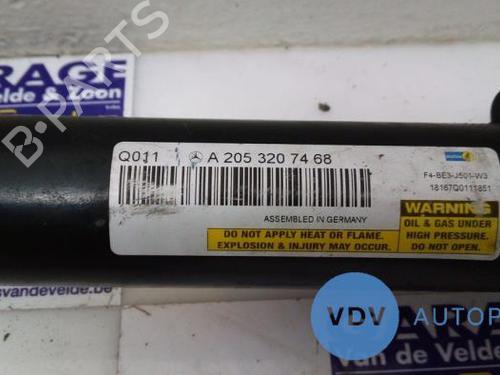 RAGE
Van
Velde & Zoon
svandevelde.be
Q011 A 205 320 74 68
F4-BE3-J501-W3
18167Q0111851
ASSEMBLED IN GERMANY
DO NOT APPLY HEAT OR FLAME.
EXPLOSION & INJURY MAY OCCUR.
WARNING
OIL & GAS UNDER
HIGH PRESSURE.
DO NOT OPEN.
VDV AUTOP
Van de Velde